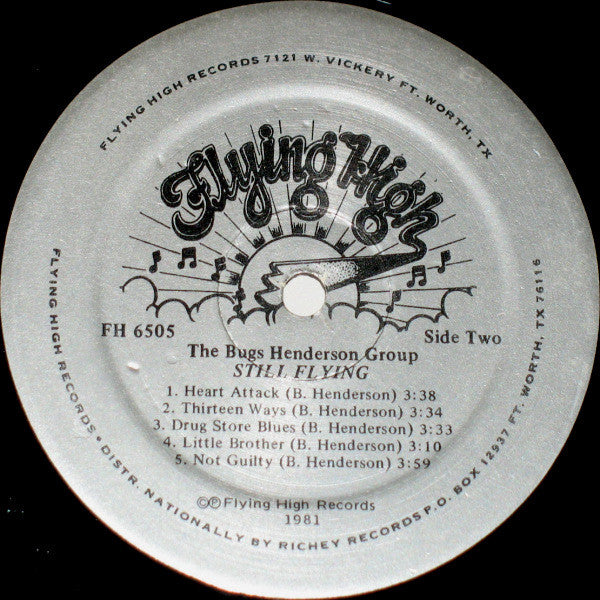 FLYING HIGH RECORDS 7121 W. VICKERY FT. WORTH, TX
Flying High
FH 6505
Side Two
The Bugs Henderson Group
STILL FLYING
1. Heart Attack (B. Henderson) 3:38
2. Thirteen Ways (B. Henderson) 3:34
3. Drug Store Blues (B. Henderson) 3:33
4. Little Brother (B. Henderson) 3:10
5. Not Guilty (B. Henderson) 3:59
©℗Flying High Records
1981
FLYING HIGH RECORDS • DISTR. NATIONALLY BY RICHEY RECORDS P.O. BOX 12937 FT. WORTH, TX 76116